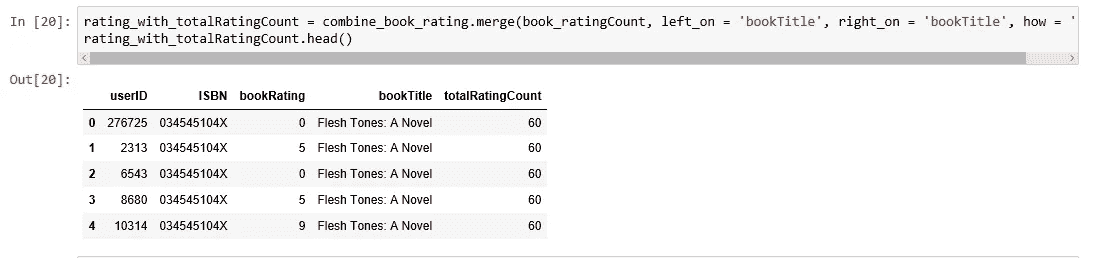 In [20]: rating_with_totalRatingCount = combine_book_rating.merge(book_ratingCount, left_on = 'bookTitle', right_on = 'bookTitle', how = '
rating_with_totalRatingCount.head()
Out[20]:
userID ISBN bookRating bookTitle totalRatingCount
0 276725 034545104X 0 Flesh Tones: A Novel 60
1 2313 034545104X 5 Flesh Tones: A Novel 60
2 6543 034545104X 0 Flesh Tones: A Novel 60
3 8680 034545104X 5 Flesh Tones: A Novel 60
4 10314 034545104X 9 Flesh Tones: A Novel 60